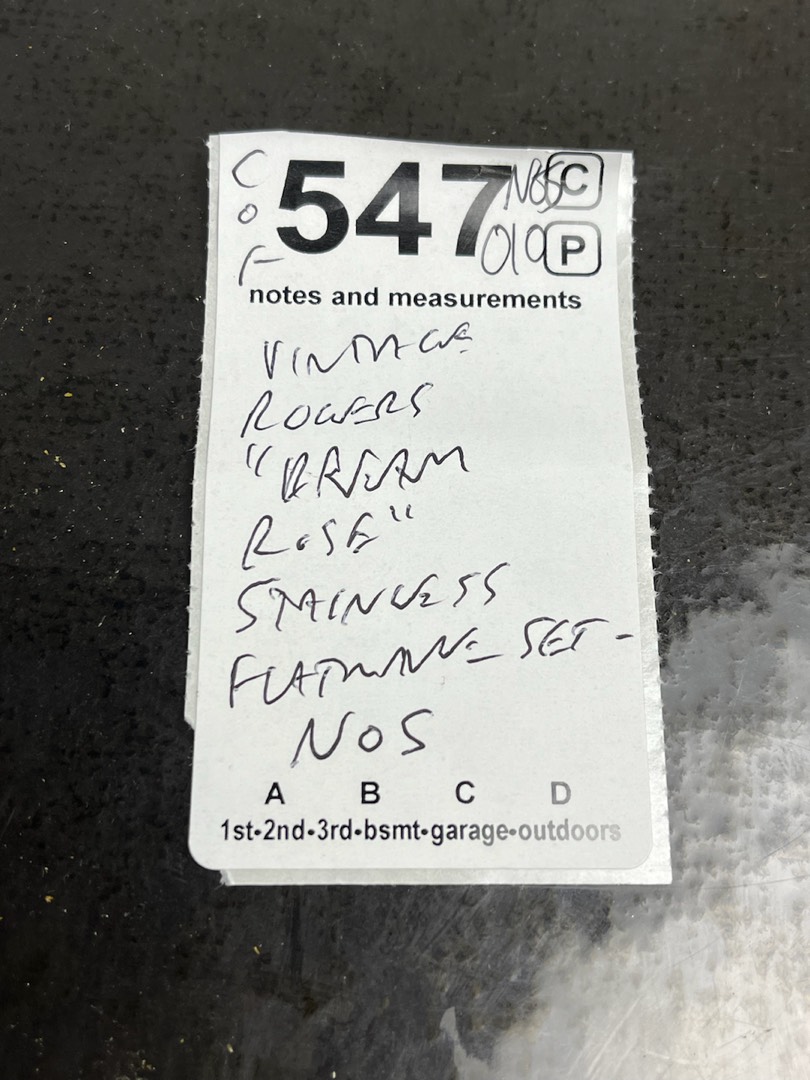 C
O
F
547
NOS
C
010
P
notes and measurements
VINTAGE
ROGERS
"DREAM
ROSE"
STAINLESS
FLATWARE SET-
NOS
A B C D
1st•2nd•3rd•bsmt•garage•outdoors